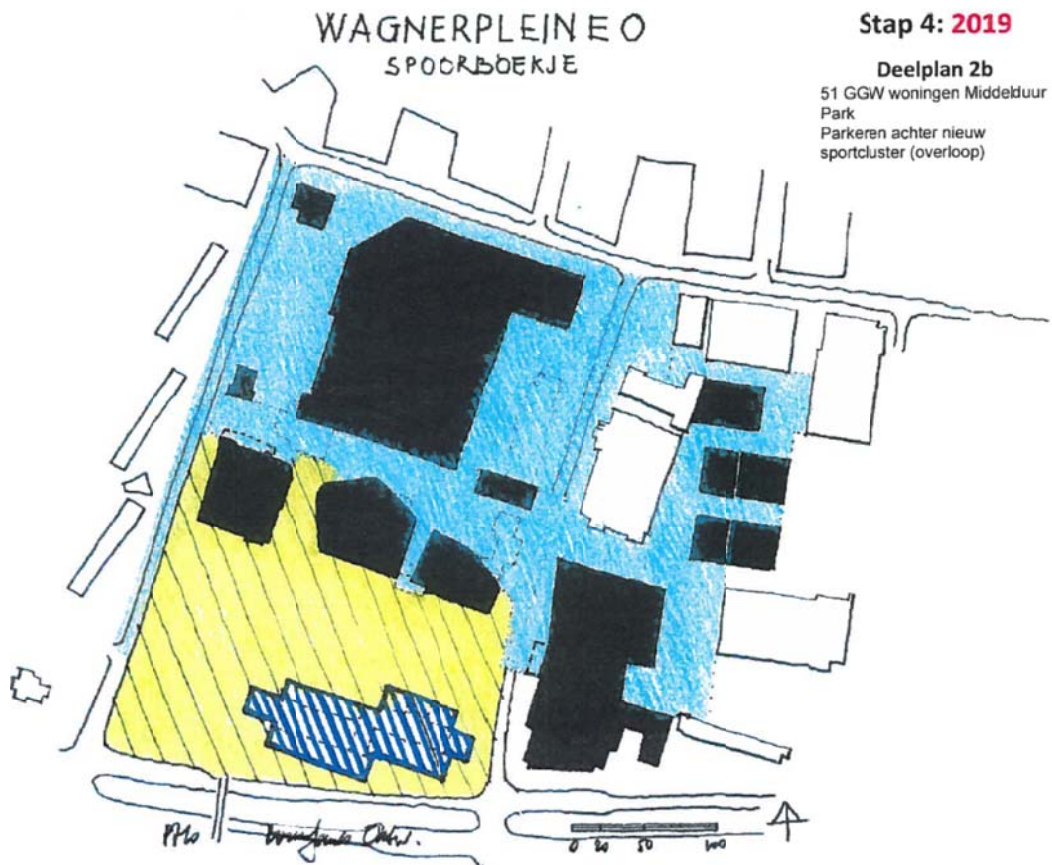 WAGNERPLEIN EO
SPOORBOEKJE
Stap 4: 2019
Deelplan 2b
51 GGW woningen Middelduur
Park
Parkeren achter nieuw
sportcluster (overloop)
0 20 50 100